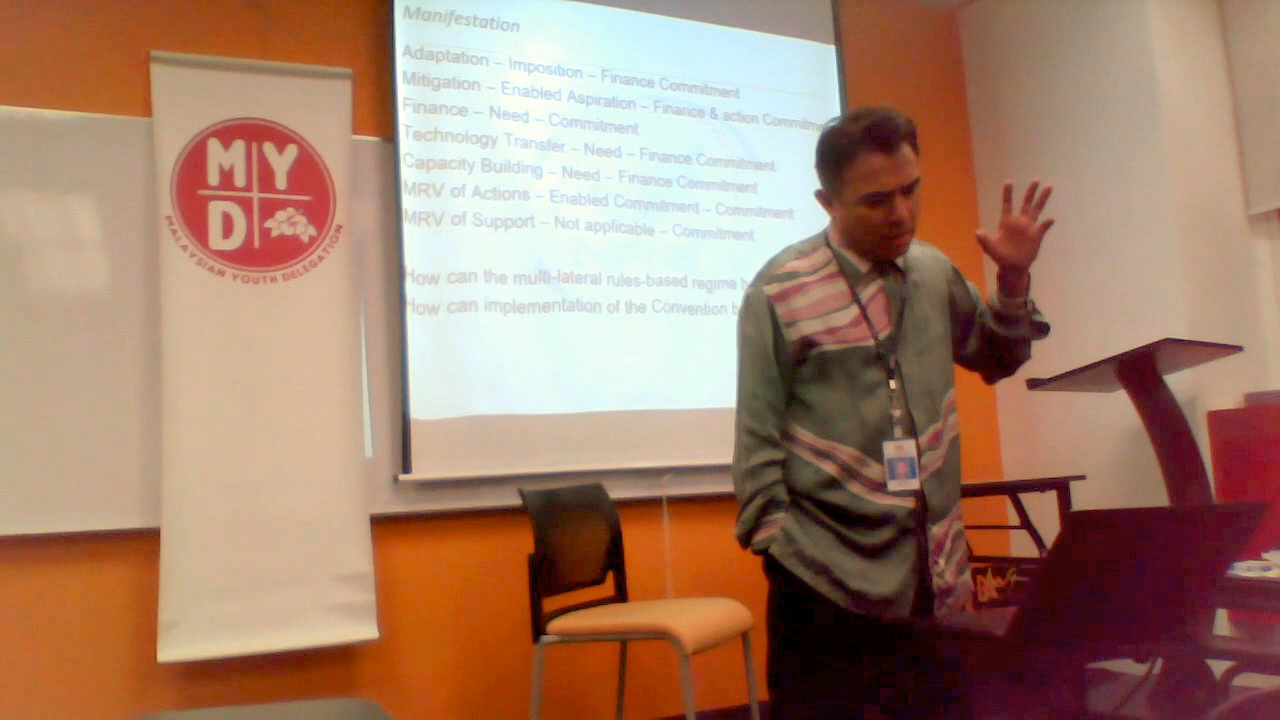 M Y
D
MALAYSIAN YOUTH DELEGATION
Manifestation
Adaptation – Imposition – Finance Commitment
Mitigation – Enabled Aspiration – Finance & action Commitme
Finance – Need – Commitment
Technology Transfer – Need – Finance Commitment
Capacity Building – Need – Finance Commitment
MRV of Actions – Enabled Commitment – Commitment
MRV of Support – Not applicable – Commitment
How can the multi-lateral rules-based regime b
How can implementation of the Convention b